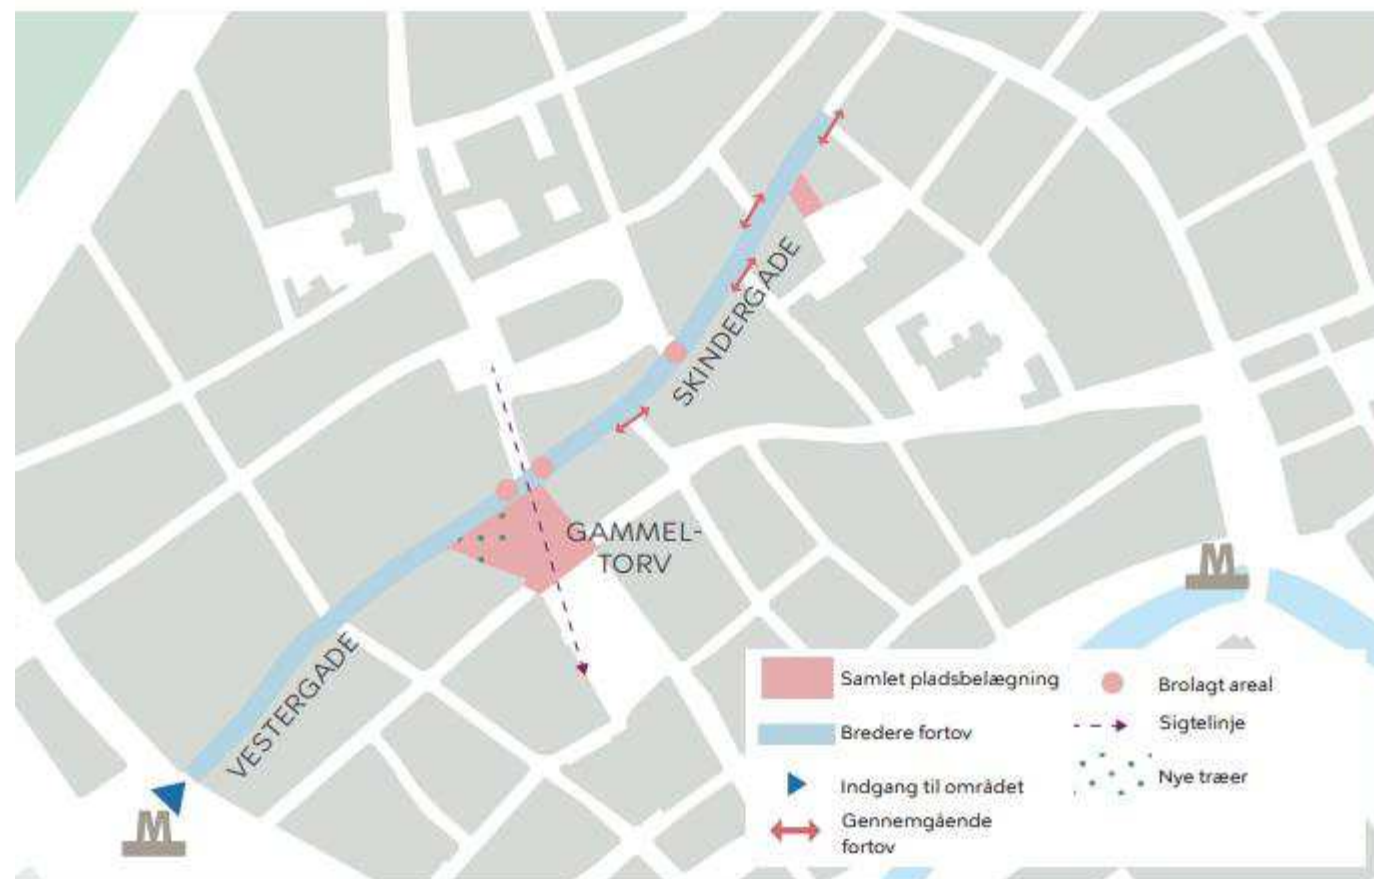 SKINDERGADE
GAMMEL-
TORV
VESTERGADE
M
M
Samlet pladsbelægning
Bredere fortov
Indgang til området
Gennemgående
fortov
Brolagt areal
Sigtelinje
Nye træer